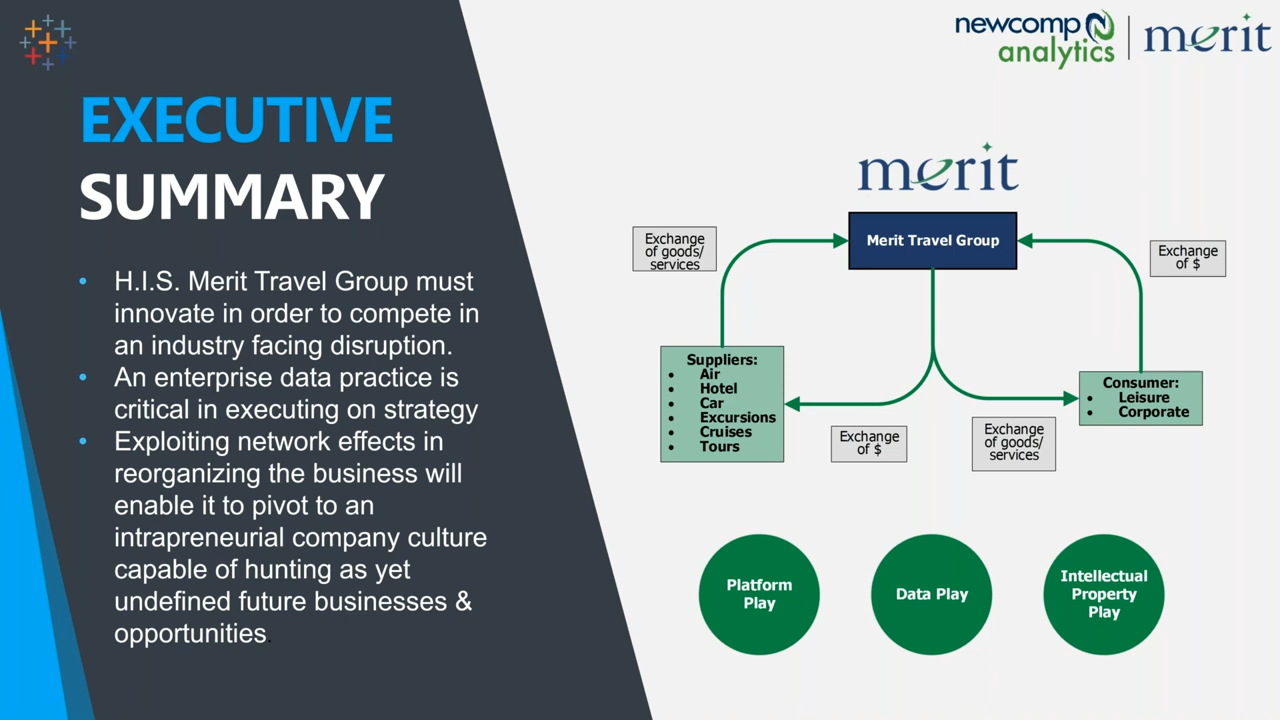 newcomp
analytics
merit
EXECUTIVE
SUMMARY
• H.I.S. Merit Travel Group must
innovate in order to compete in
an industry facing disruption.
• An enterprise data practice is
critical in executing on strategy
• Exploiting network effects in
reorganizing the business will
enable it to pivot to an
intrapreneurial company culture
capable of hunting as yet
undefined future businesses &
opportunities.
merit
Merit Travel Group
Exchange
of goods/
services
Exchange
of $
Suppliers:
• Air
• Hotel
• Car
• Excursions
• Cruises
• Tours
Consumer:
• Leisure
• Corporate
Exchange
of $
Exchange
of goods/
services
Platform
Play
Data Play
Intellectual
Property
Play